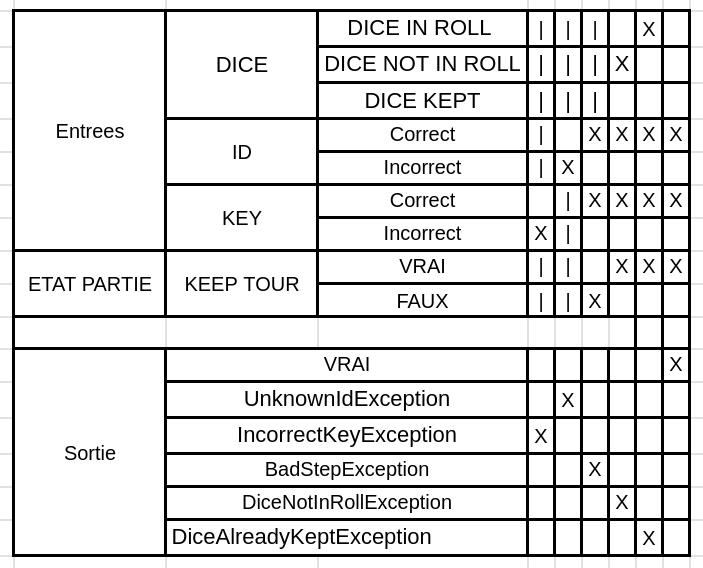 DICE IN ROLL | | | X
DICE
DICE NOT IN ROLL | | | X
DICE KEPT | | |
Entrees
Correct | X X X X
ID
Incorrect | X
Correct | X X X X
KEY
Incorrect X |
VRAI | | X X X
ETAT PARTIE KEEP TOUR
FAUX | | X
VRAI X
UnknownIdException X
IncorrectKeyException X
Sortie
BadStepException X
DiceNotInRollException X
DiceAlreadyKeptException X